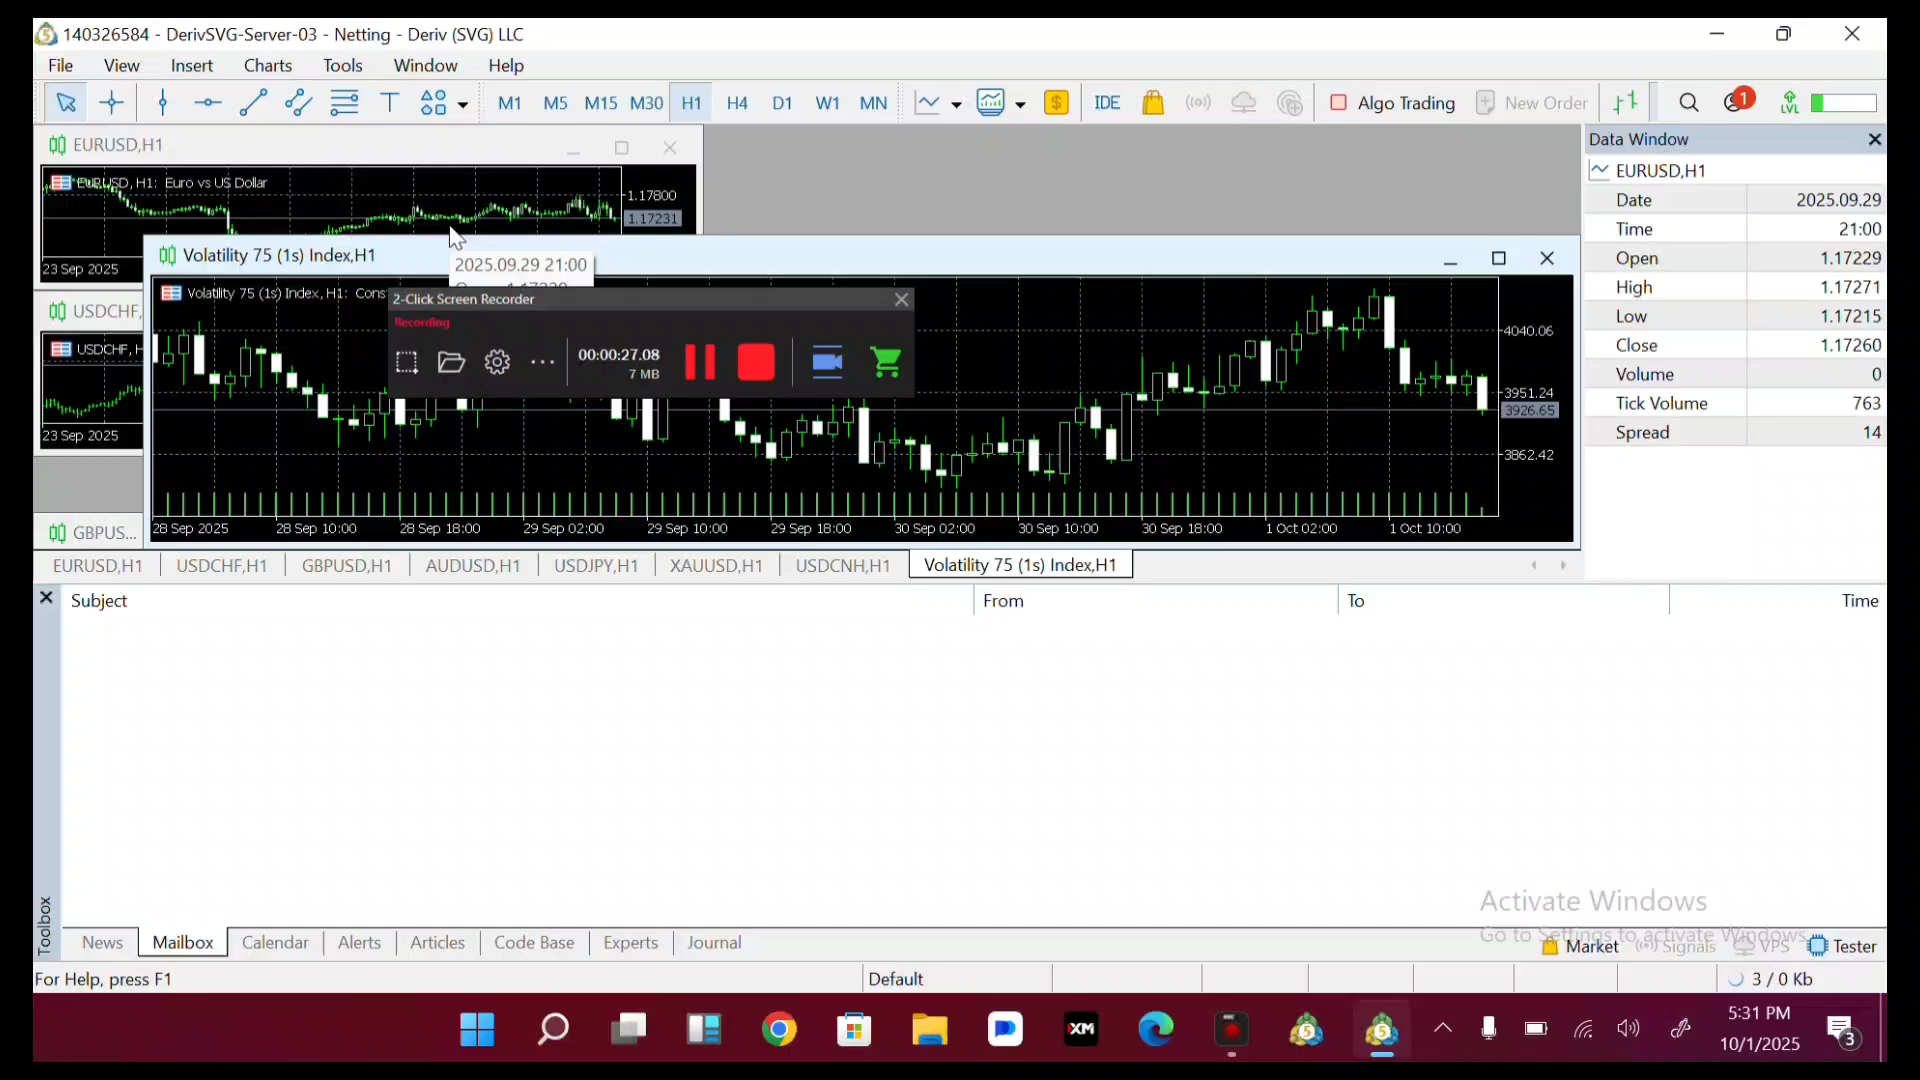 140326584 - DerivSVG-Server-03 - Netting - Deriv (SVG) LLC
File View Insert Charts Tools Window Help
M1 M5 M15 M30 H1 H4 D1 W1 MN IDE Algo Trading New Order 1 LVL
EURUSD,H1
EURUSD, H1: Euro vs US Dollar
1.17800
1.17231
23 Sep 2025
USDCHF,
USDCHF, H
23 Sep 2025
GBPUS...
Volatility 75 (1s) Index,H1
2025.09.29 21:00
Volatility 75 (1s) Index, H1: Cons
2-Click Screen Recorder
Recording
00:00:27.08
7 MB
4040.06
3951.24
3926.65
3862.42
28 Sep 2025 28 Sep 10:00 28 Sep 18:00 29 Sep 02:00 29 Sep 10:00 29 Sep 18:00 30 Sep 02:00 30 Sep 10:00 30 Sep 18:00 1 Oct 02:00 1 Oct 10:00
Data Window
EURUSD,H1
Date 2025.09.29
Time 21:00
Open 1.17229
High 1.17271
Low 1.17215
Close 1.17260
Volume 0
Tick Volume 763
Spread 14
EURUSD,H1 USDCHF,H1 GBPUSD,H1 AUDUSD,H1 USDJPY,H1 XAUUSD,H1 USDCNH,H1 Volatility 75 (1s) Index,H1
Subject From To Time
Toolbox
Activate Windows
Go to Settings to activate Windows.
News Mailbox Calendar Alerts Articles Code Base Experts Journal Market Signals VPS Tester
For Help, press F1 Default 3 / 0 Kb
XM
5:31 PM
10/1/2025
3